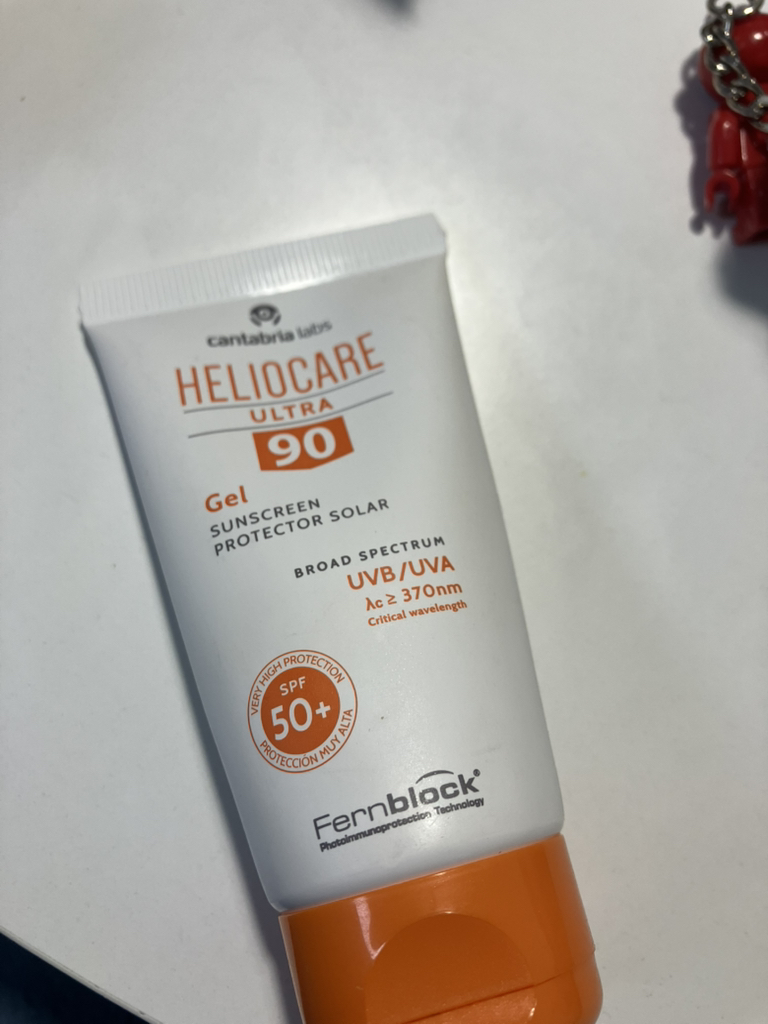 cantabria labs
HELIOCARE
ULTRA
90
Gel
SUNSCREEN
PROTECTOR SOLAR
BROAD SPECTRUM
UVB/UVA
λc ≥ 370nm
Critical wavelength
VERY HIGH PROTECTION
SPF
50+
PROTECCIÓN MUY ALTA
Fernblock®
Photoimmunoprotection Technology